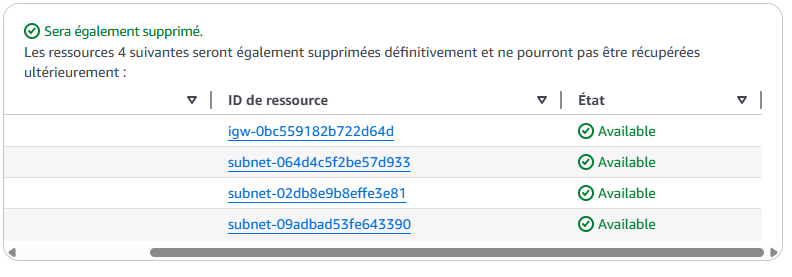 Sera également supprimé.
Les ressources 4 suivantes seront également supprimées définitivement et ne pourront pas être récupérées
ultérieurement :
ID de ressource État
igw-0bc559182b722d64d Available
subnet-064d4c5f2be57d933 Available
subnet-02db8e9b8effe3e81 Available
subnet-09adbad53fe643390 Available